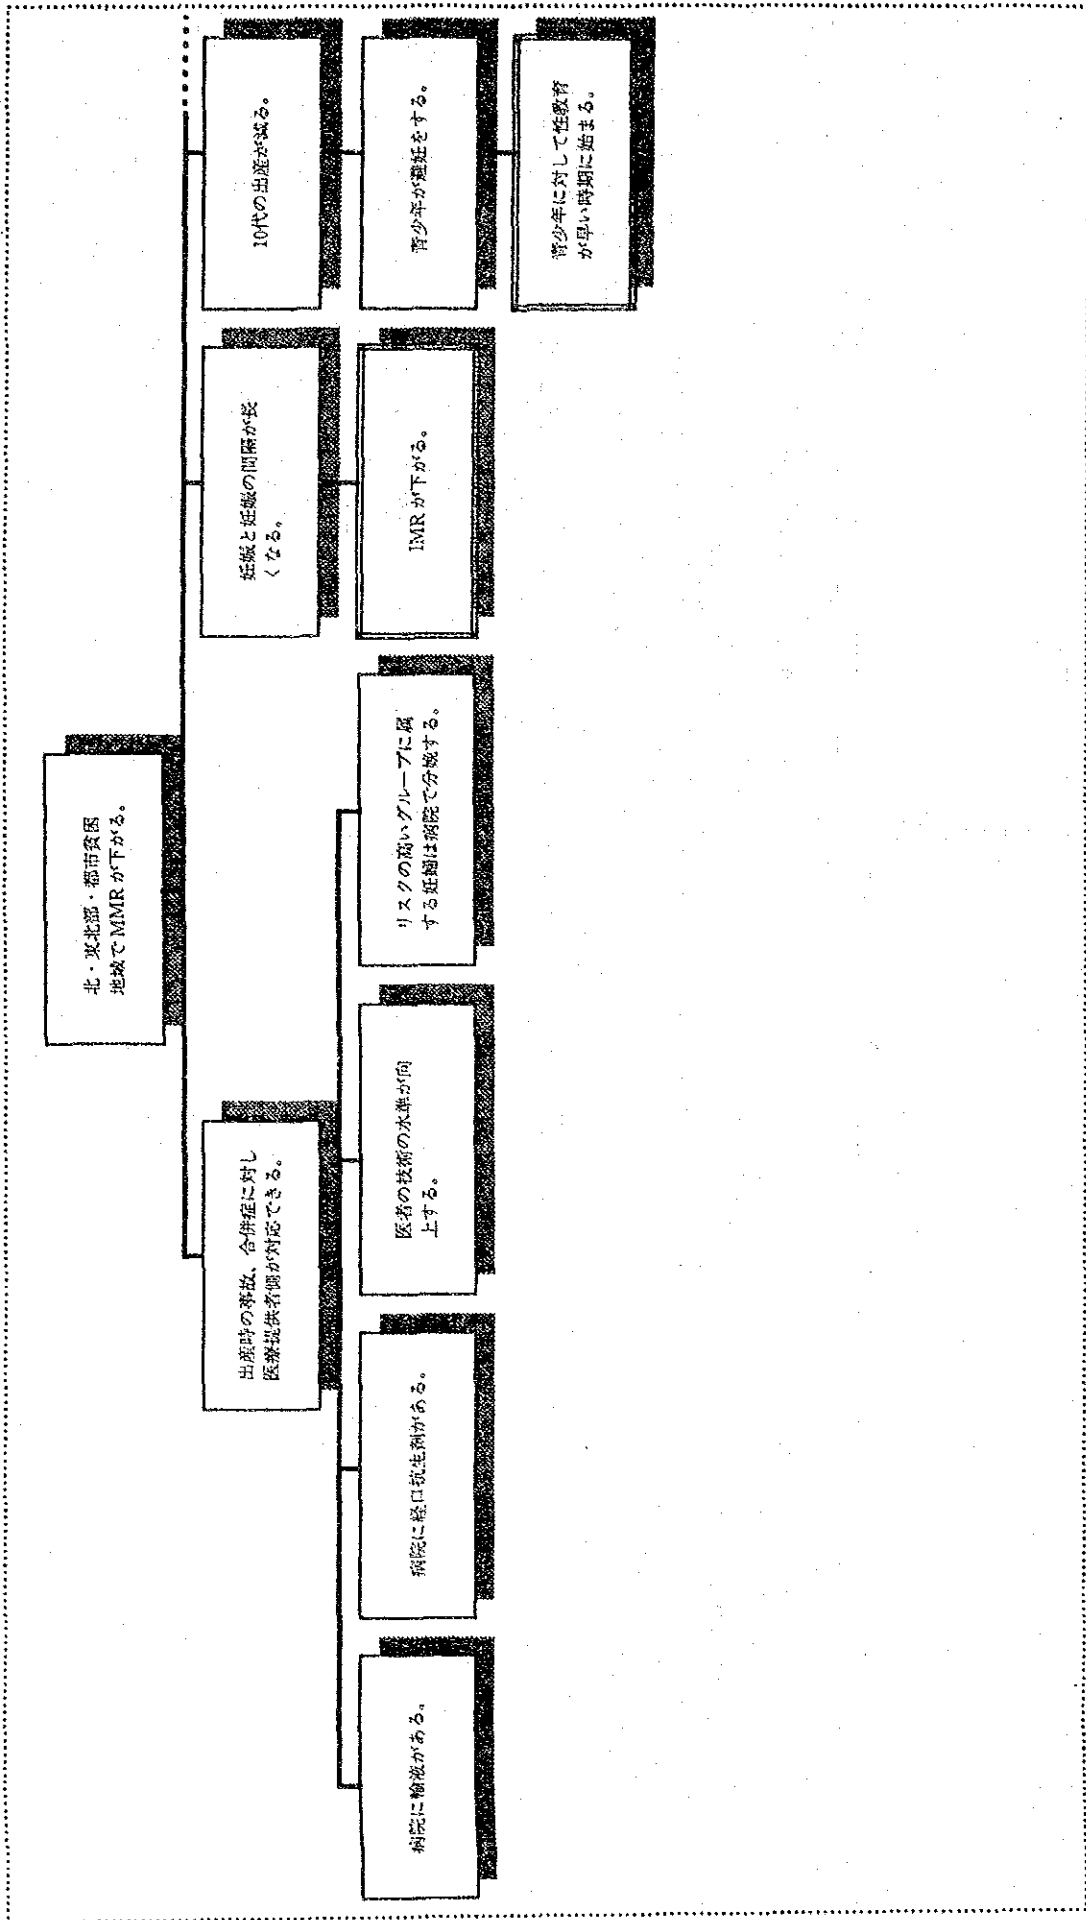 北・東北部・都市貧困
地域でMMRが下がる。
出産時の事故、合併症に対し
医療提供者側が対応できる。
妊娠と妊娠の間隔が長
くなる。
10代の出産が減る。
病院に輸液がある。
病院に経口抗生剤がある。
医者の技術の水準が向
上する。
リスクの高いグループに属
する妊婦は病院で分娩する。
IMRが下がる。
青少年が避妊をする。
青少年に対して性教育
が早い時期に始まる。